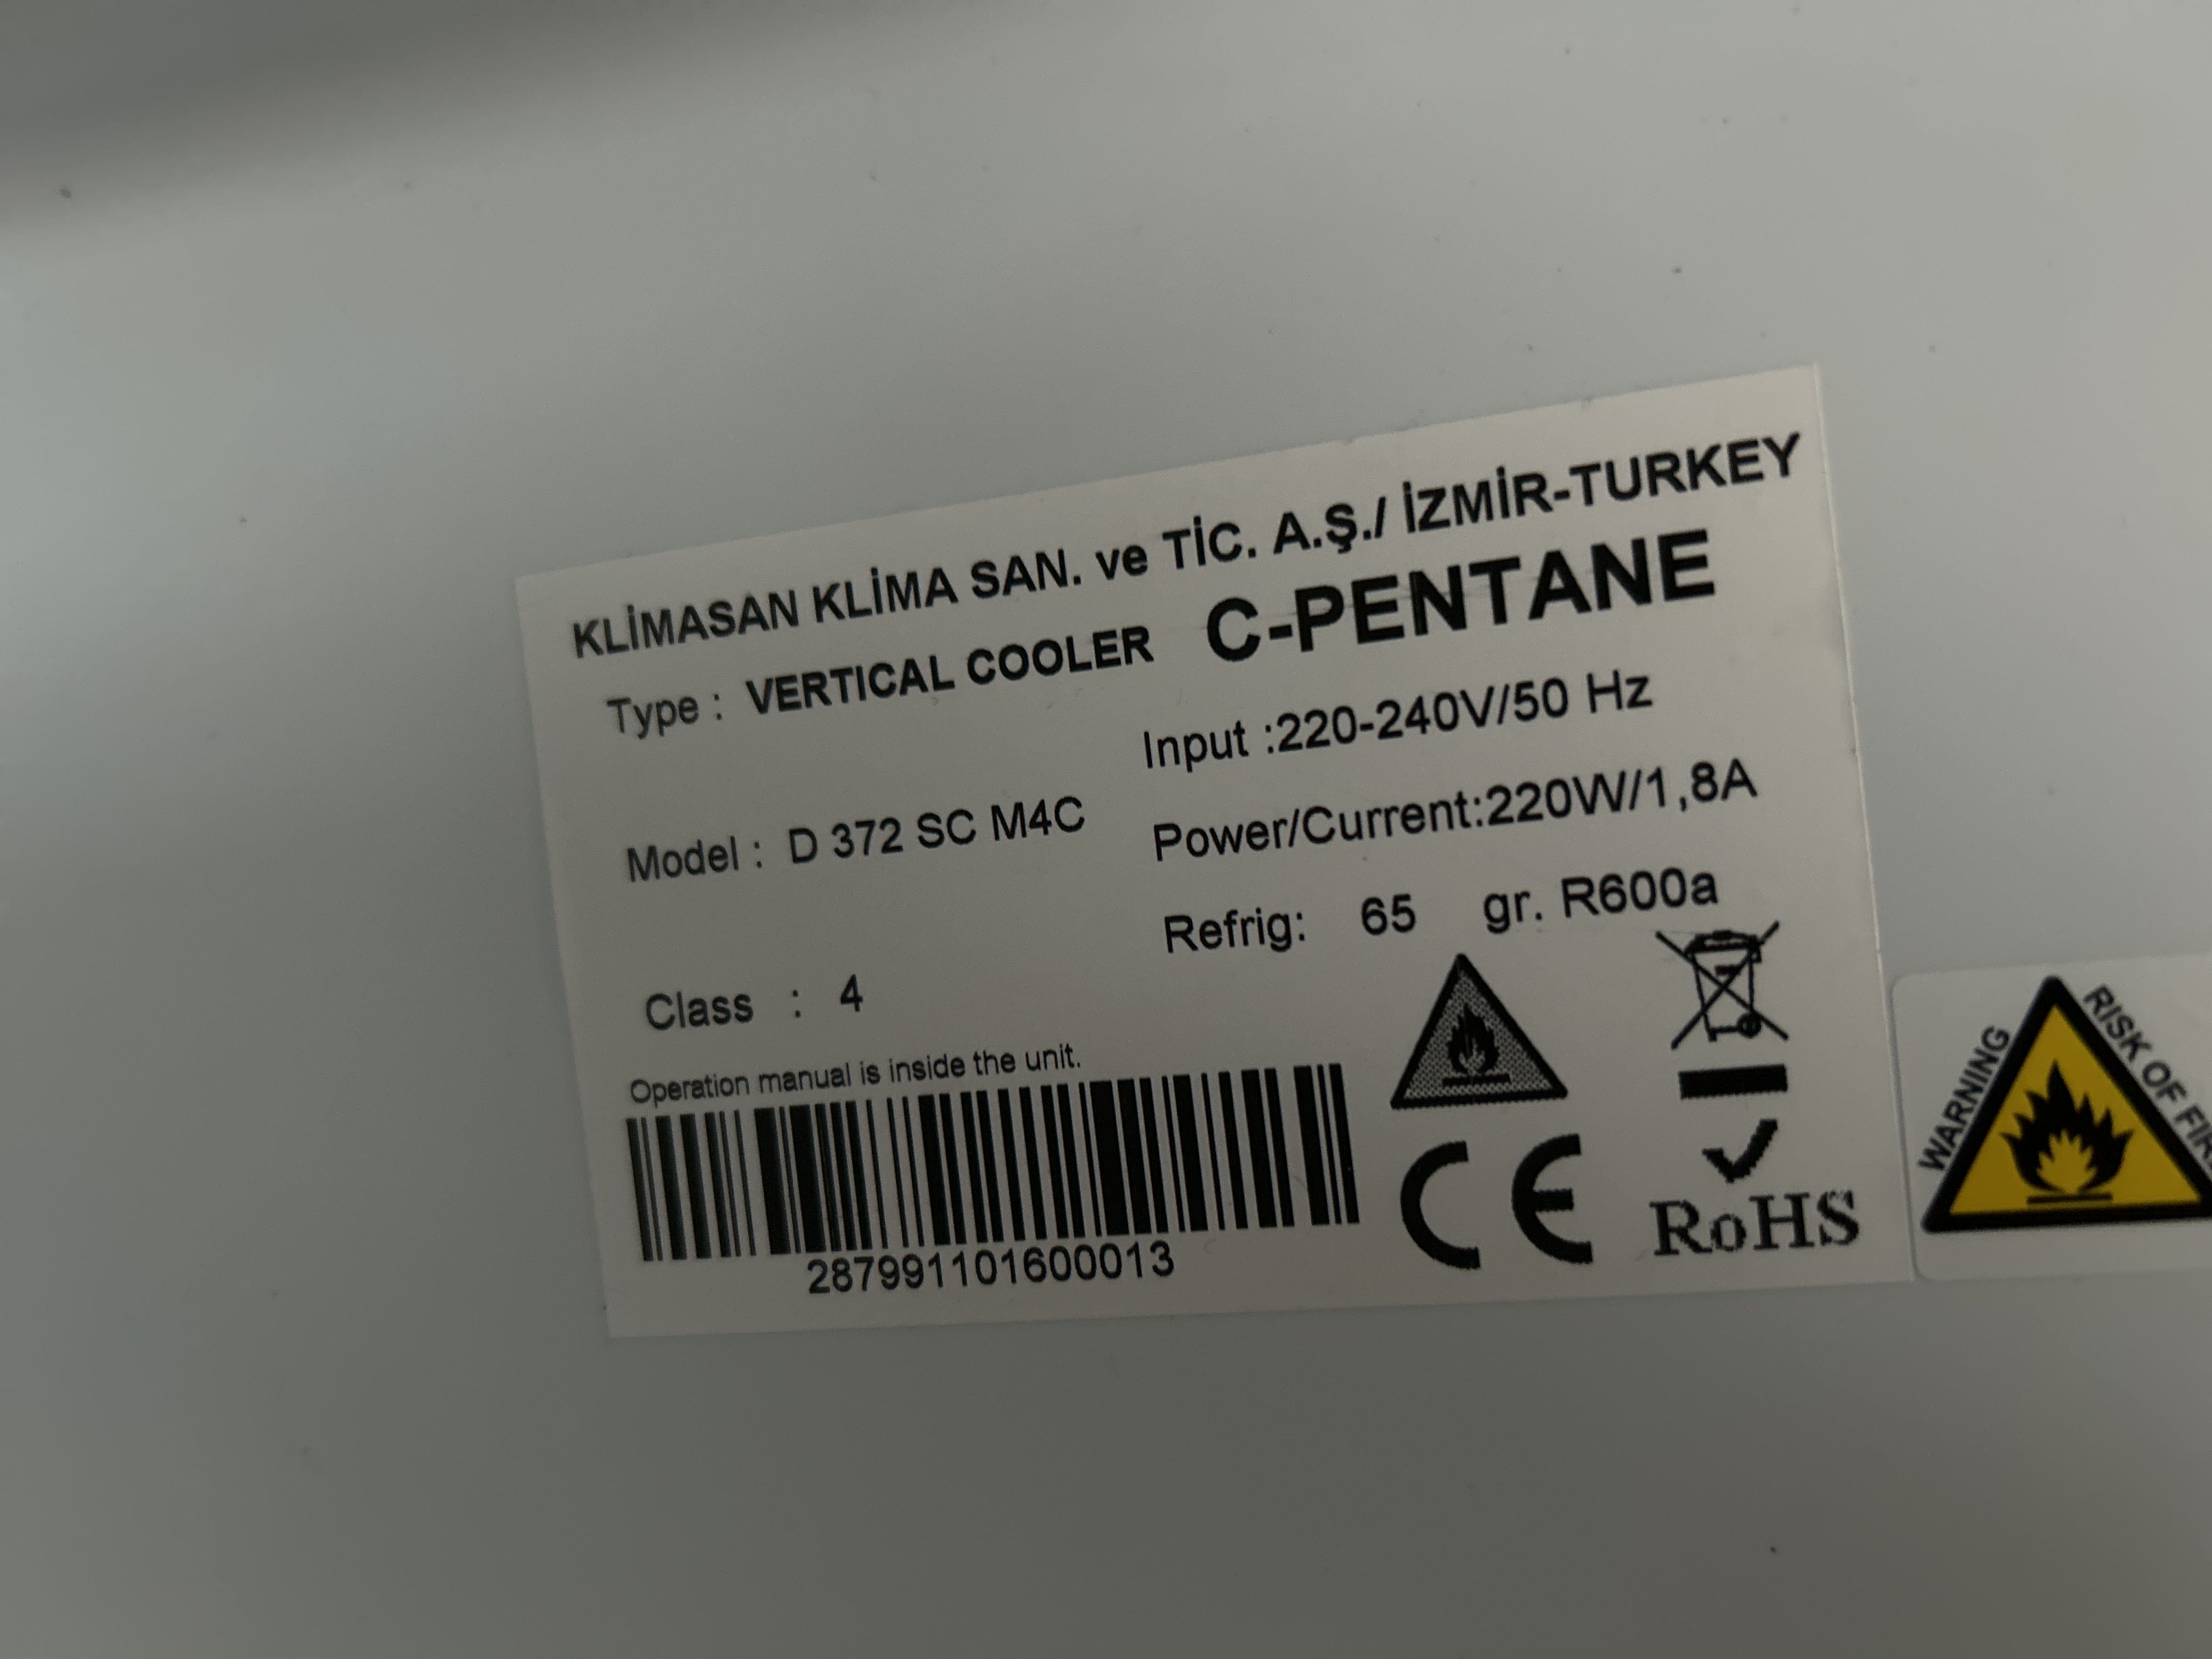 KLİMASAN KLİMA SAN. ve TİC. A.Ş./ İZMİR-TURKEY
Type : VERTICAL COOLER C-PENTANE
Input :220-240V/50 Hz
Model : D 372 SC M4C
Power/Current:220W/1,8A
Refrig: 65 gr. R600a
Class : 4
Operation manual is inside the unit.
287991101600013
CE
RoHS
WARNING
RISK OF